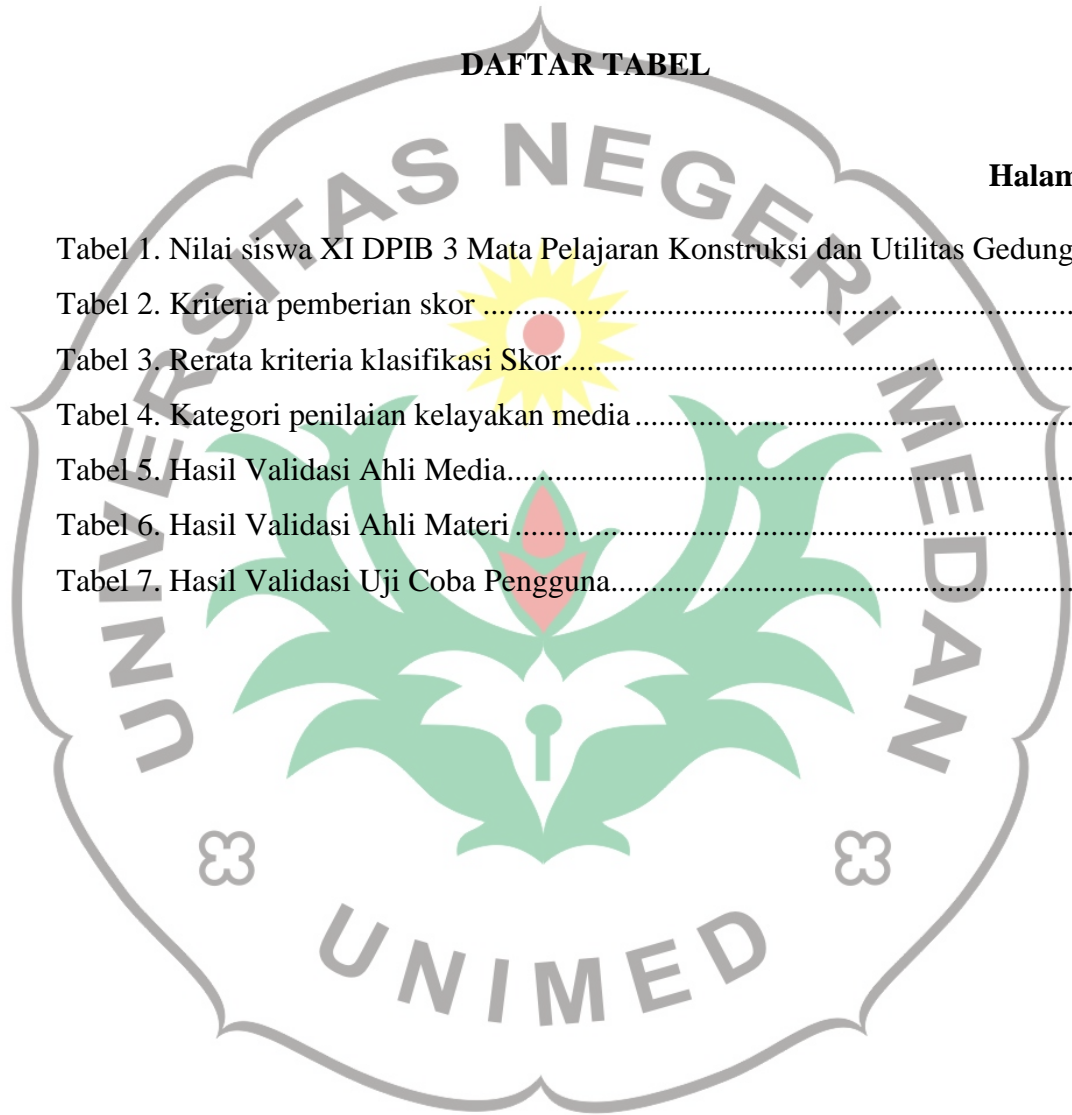 DAFTAR TABEL
Halam
Tabel 1. Nilai siswa XI DPIB 3 Mata Pelajaran Konstruksi dan Utilitas Gedung
Tabel 2. Kriteria pemberian skor ....................................................................
Tabel 3. Rerata kriteria klasifikasi Skor...........................................................
Tabel 4. Kategori penilaian kelayakan media ..................................................
Tabel 5. Hasil Validasi Ahli Media..................................................................
Tabel 6. Hasil Validasi Ahli Materi .................................................................
Tabel 7. Hasil Validasi Uji Coba Pengguna.....................................................
UNIVERSITAS NEGERI MEDAN
UNIMED